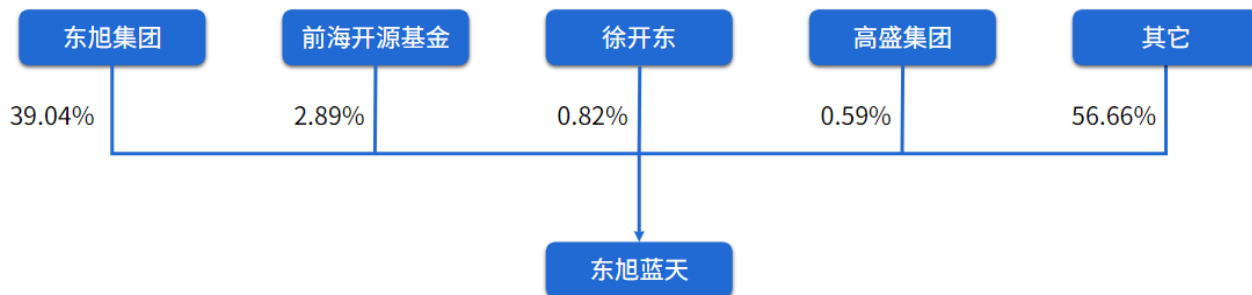 东旭集团
前海开源基金
徐开东
高盛集团
其它
39.04%
2.89%
0.82%
0.59%
56.66%
东旭蓝天